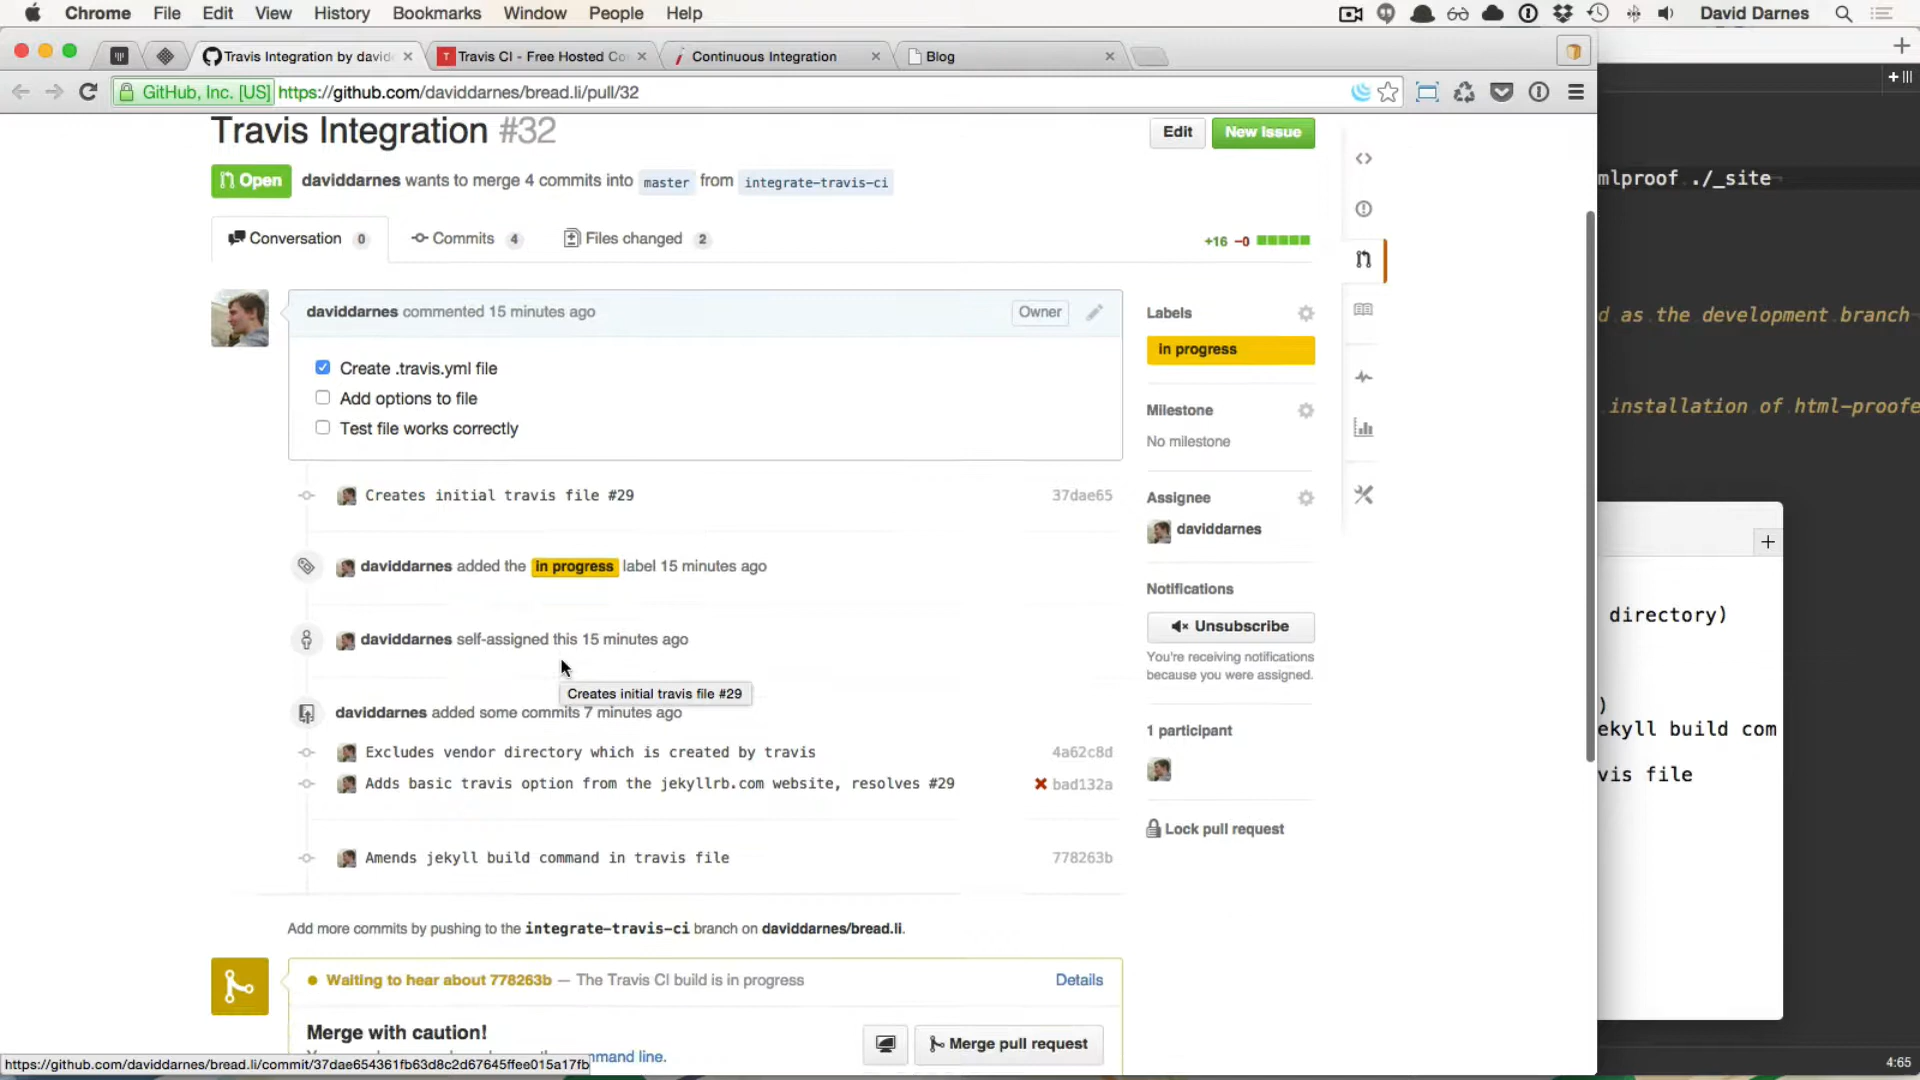 Chrome File Edit View History Bookmarks Window People Help David Darnes
Travis Integration by david Travis CI - Free Hosted Co Continuous Integration Blog
GitHub, Inc. [US] https://github.com/daviddarnes/bread.li/pull/32
Travis Integration #32
Edit New issue
Open daviddarnes wants to merge 4 commits into master from integrate-travis-ci
mlproof ./_site
Conversation 0 Commits 4 Files changed 2
+16 −0
daviddarnes commented 15 minutes ago Owner
Labels
d as the development branch
in progress
Create .travis.yml file
Add options to file
Test file works correctly
Milestone
No milestone
installation of html-proofe
Creates initial travis file #29 37dae65
Assignee
daviddarnes
daviddarnes added the in progress label 15 minutes ago
Notifications
Unsubscribe
You're receiving notifications
because you were assigned.
directory)
daviddarnes self-assigned this 15 minutes ago
Creates initial travis file #29
daviddarnes added some commits 7 minutes ago
)
1 participant
ekyll build com
Excludes vendor directory which is created by travis 4a62c8d
Adds basic travis option from the jekyllrb.com website, resolves #29 bad132a
vis file
Lock pull request
Amends jekyll build command in travis file 778263b
Add more commits by pushing to the integrate-travis-ci branch on daviddarnes/bread.li.
Waiting to hear about 778263b — The Travis CI build is in progress Details
Merge with caution!
Merge pull request
mmand line.
https://github.com/daviddarnes/bread.li/commit/37dae654361fb63d8c2d67645ffee015a17fb
4:65